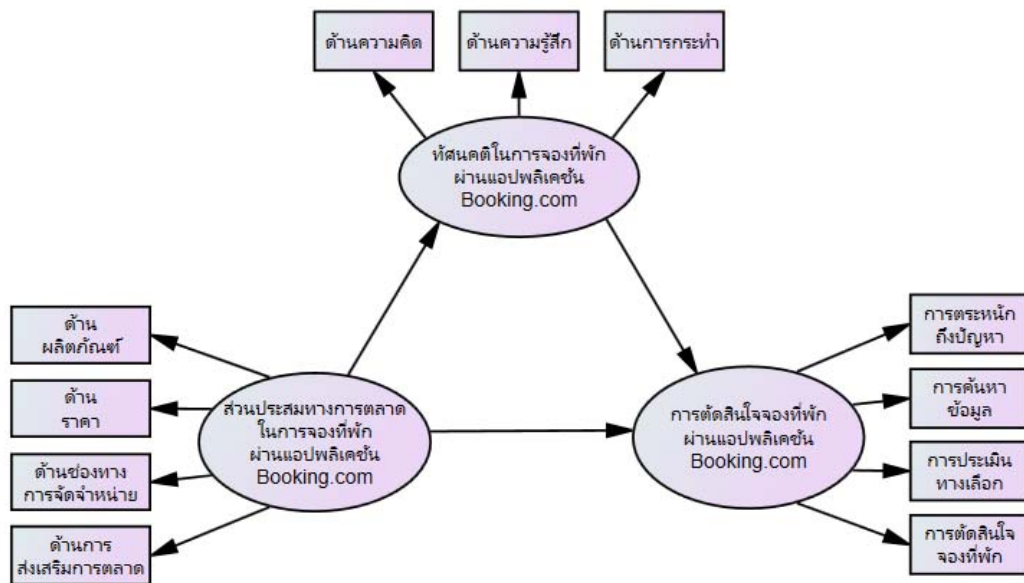 ด้านความคิด
ด้านความรู้สึก
ด้านการกระทำ
ทัศนคติในการจองที่พัก
ผ่านแอปพลิเคชั่น
Booking.com
ด้าน
ผลิตภัณฑ์
ด้าน
ราคา
ด้านช่องทาง
การจัดจำหน่าย
ด้านการ
ส่งเสริมการตลาด
ส่วนประสมทางการตลาด
ในการจองที่พัก
ผ่านแอปพลิเคชั่น
Booking.com
การตัดสินใจจองที่พัก
ผ่านแอปพลิเคชั่น
Booking.com
การตระหนัก
ถึงปัญหา
การค้นหา
ข้อมูล
การประเมิน
ทางเลือก
การตัดสินใจ
จองที่พัก